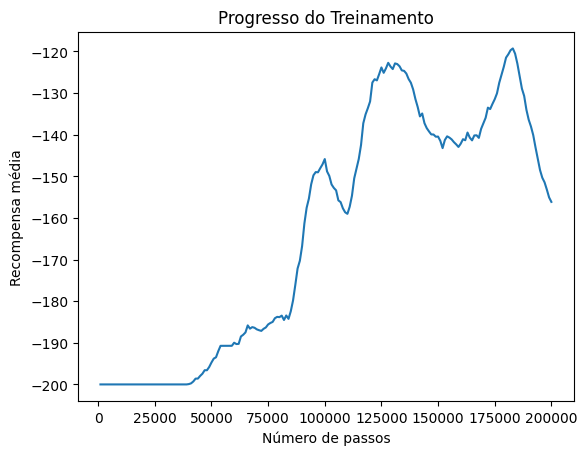 Progresso do Treinamento
Recompensa média
−120
−130
−140
−150
−160
−170
−180
−190
−200
0 25000 50000 75000 100000 125000 150000 175000 200000
Número de passos